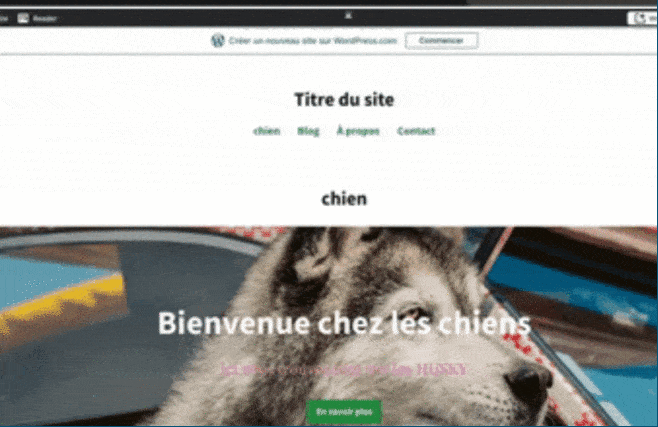 Reader
Créer un nouveau site sur WordPress.com Commencer
Titre du site
chien Blog À propos Contact
chien
Bienvenue chez les chiens
HUSKY
En savoir plus